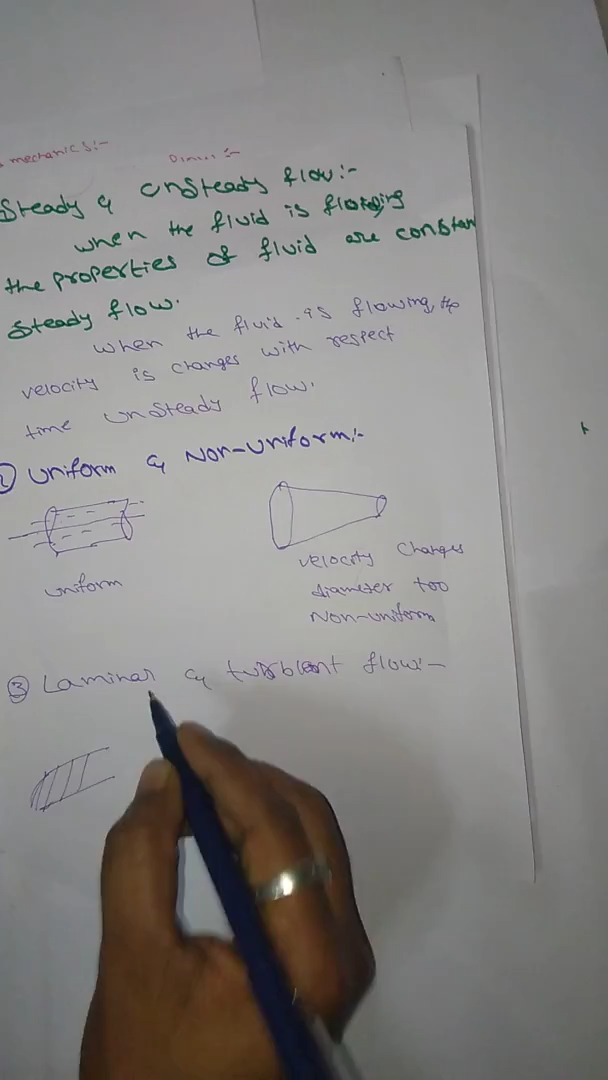 mechanics:-
Steady & unsteady flow:-
when the fluid is flowing
the properties of fluid are constan
steady flow.
when the fluid is flowing, the
velocity is changes with respect
time unsteady flow.
uniform & Non-uniform:-
uniform
velocity changes
diameter too
Non-uniform
③ Laminar & turblent flow:-